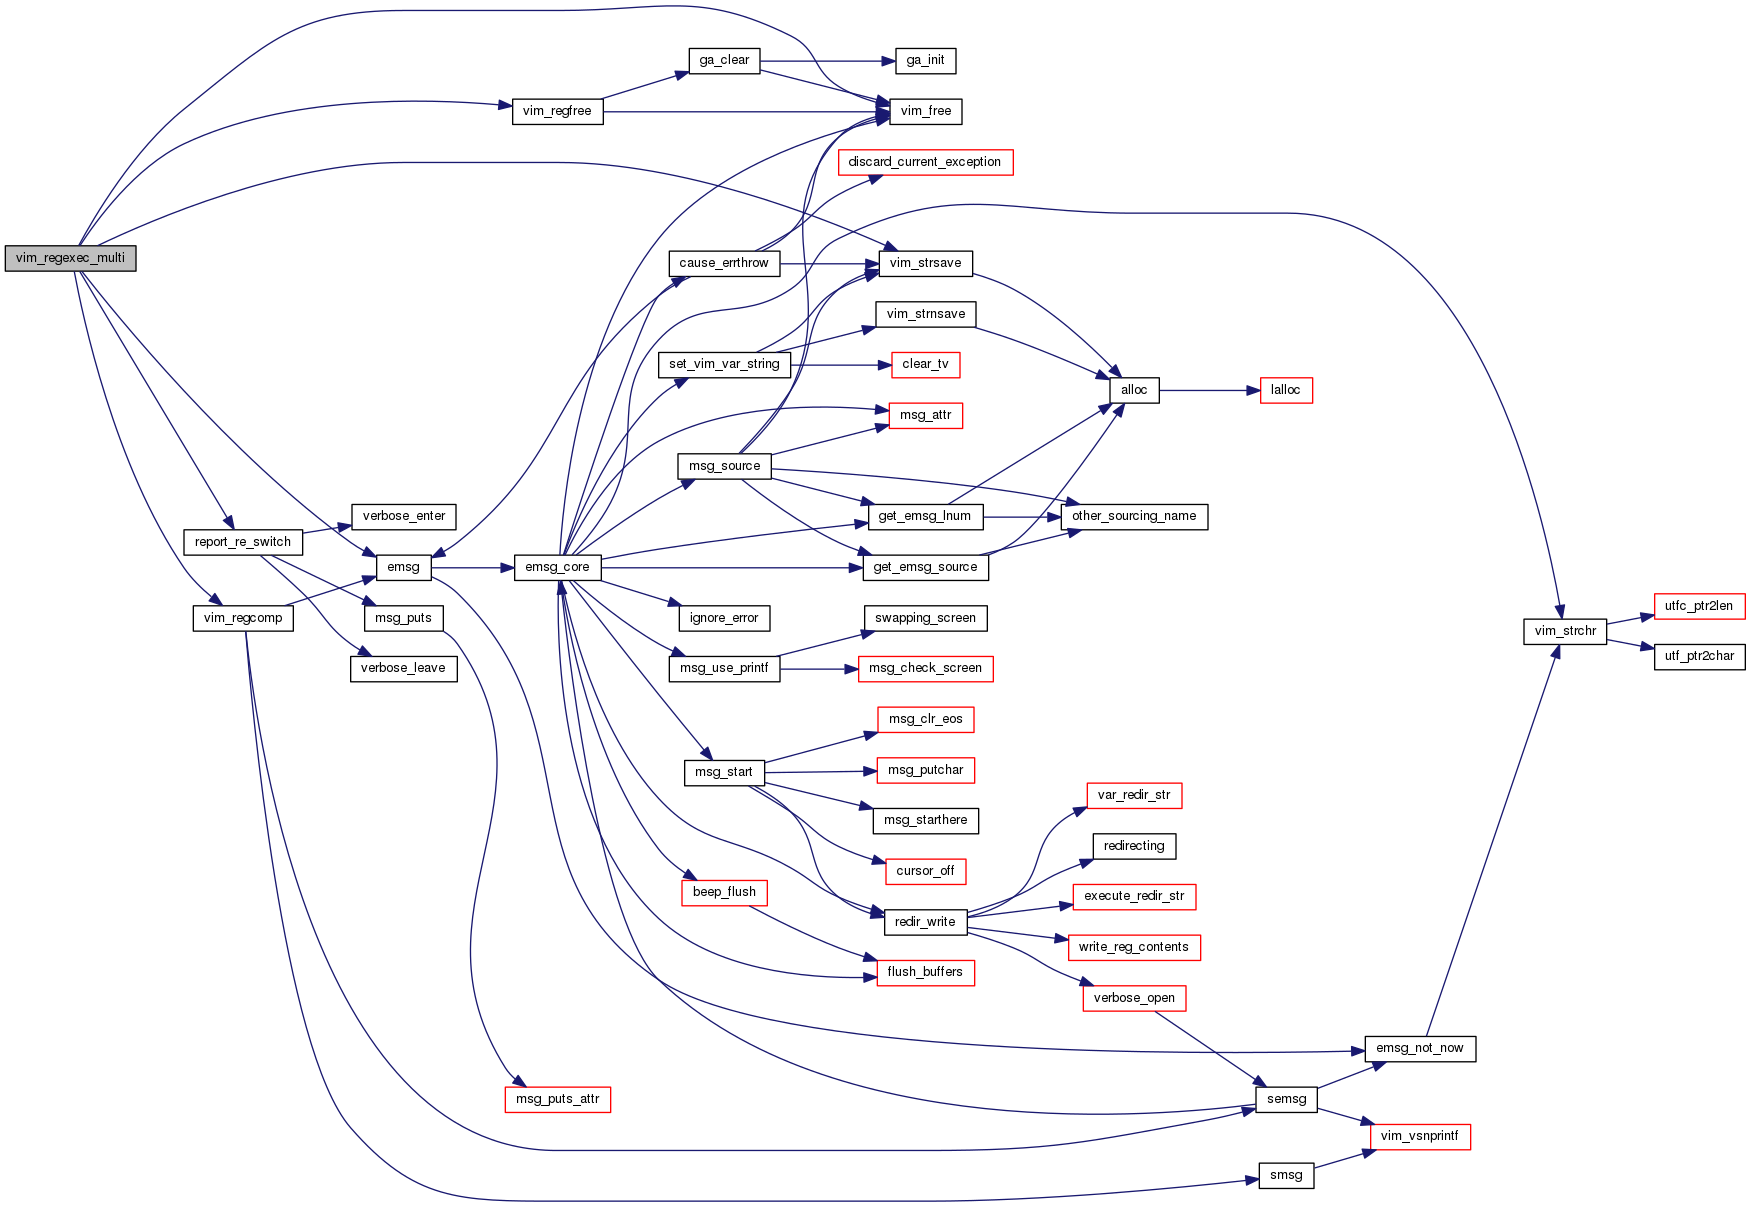 ga_clear
ga_init
vim_regfree
vim_free
discard_current_exception
vim_regexec_multi
cause_errthrow
vim_strsave
vim_strnsave
set_vim_var_string
clear_tv
alloc
lalloc
msg_attr
msg_source
verbose_enter
get_emsg_lnum
other_sourcing_name
report_re_switch
emsg
emsg_core
get_emsg_source
vim_regcomp
msg_puts
ignore_error
swapping_screen
utfc_ptr2len
vim_strchr
utf_ptr2char
verbose_leave
msg_use_printf
msg_check_screen
msg_clr_eos
msg_start
msg_putchar
msg_starthere
var_redir_str
redirecting
cursor_off
beep_flush
execute_redir_str
redir_write
write_reg_contents
flush_buffers
verbose_open
emsg_not_now
msg_puts_attr
semsg
vim_vsnprintf
smsg